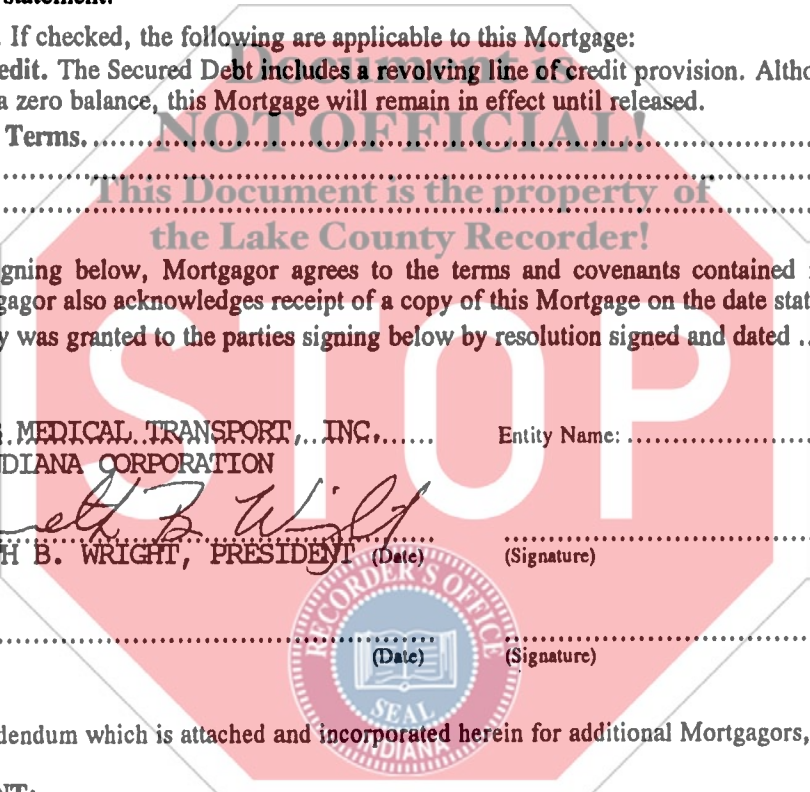 statement.
. If checked, the following are applicable to this Mortgage:
edit. The Secured Debt includes a revolving line of credit provision. Altho
Document is
a zero balance, this Mortgage will remain in effect until released.
NOT OFFICIAL!
Terms.
This Document is the property of
the Lake County Recorder!
gning below, Mortgagor agrees to the terms and covenants contained
gagor also acknowledges receipt of a copy of this Mortgage on the date stat
y was granted to the parties signing below by resolution signed and dated
STOP
MEDICAL TRANSPORT, INC. Entity Name:
DIANA CORPORATION
neth B Wright
H B. WRIGHT, PRESIDENT (Date) (Signature)
RECORDER'S OFFICE
(Date) (Signature)
SEAL
INDIANA
dendum which is attached and incorporated herein for additional Mortgagors,
NT: